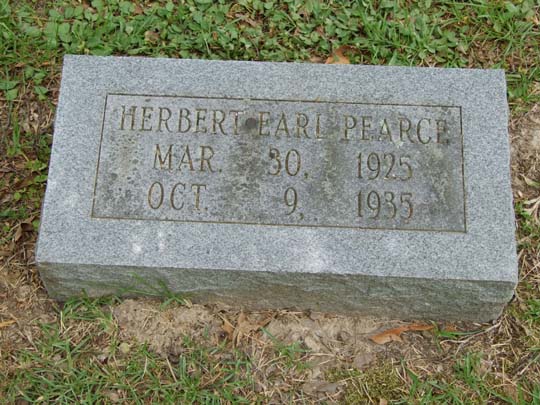 HERBERT EARL PEARCE
MAR. 30, 1925
OCT. 9, 1935